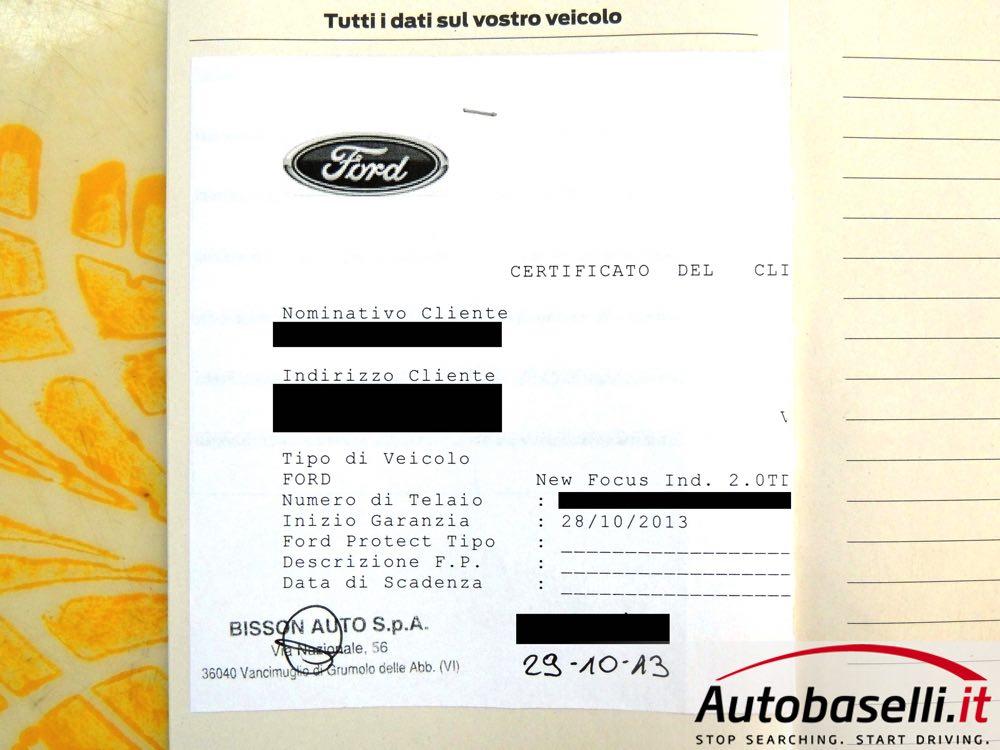 Tutti i dati sul vostro veicolo
Ford
CERTIFICATO DEL CLI
Nominativo Cliente
Indirizzo Cliente
Tipo di Veicolo
FORD New Focus Ind. 2.0TD
Numero di Telaio :
Inizio Garanzia : 28/10/2013
Ford Protect Tipo : ____________________
Descrizione F.P. : ____________________
Data di Scadenza : ____________________
BISSON AUTO S.p.A.
Via Nazionale, 56
36040 Vancimuglio di Grumolo delle Abb. (VI)
29-10-13
Autobaselli.it
STOP SEARCHING. START DRIVING.